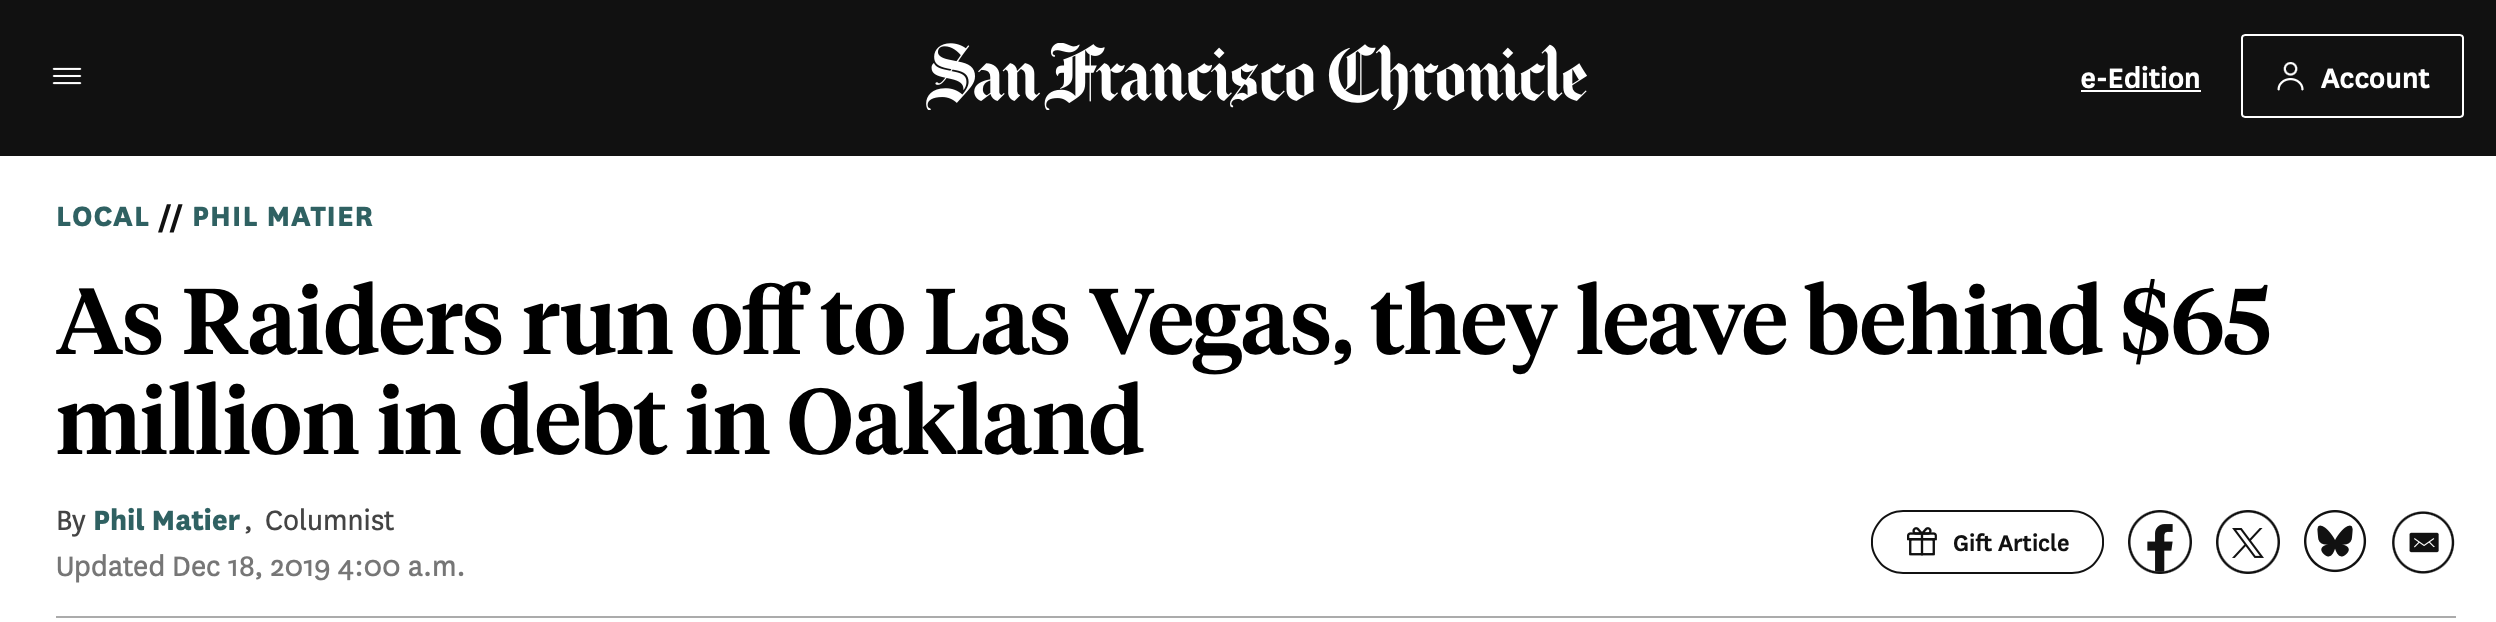 San Francisco Chronicle
e-Edition
Account
LOCAL // PHIL MATIER
As Raiders run off to Las Vegas, they leave behind $65
million in debt in Oakland
By Phil Matier, Columnist
Updated Dec 18, 2019 4:00 a.m.
Gift Article